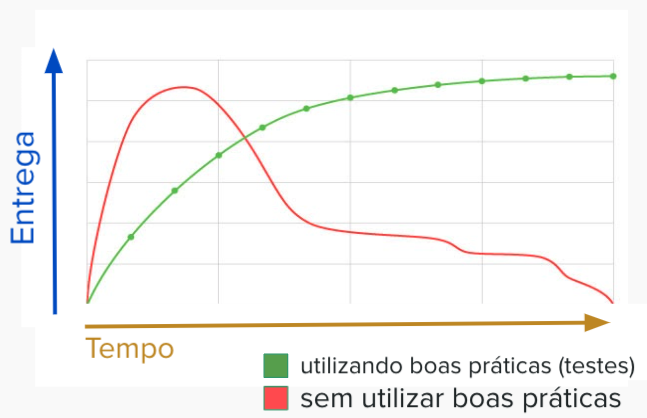 Entrega
Tempo
utilizando boas práticas (testes)
sem utilizar boas práticas